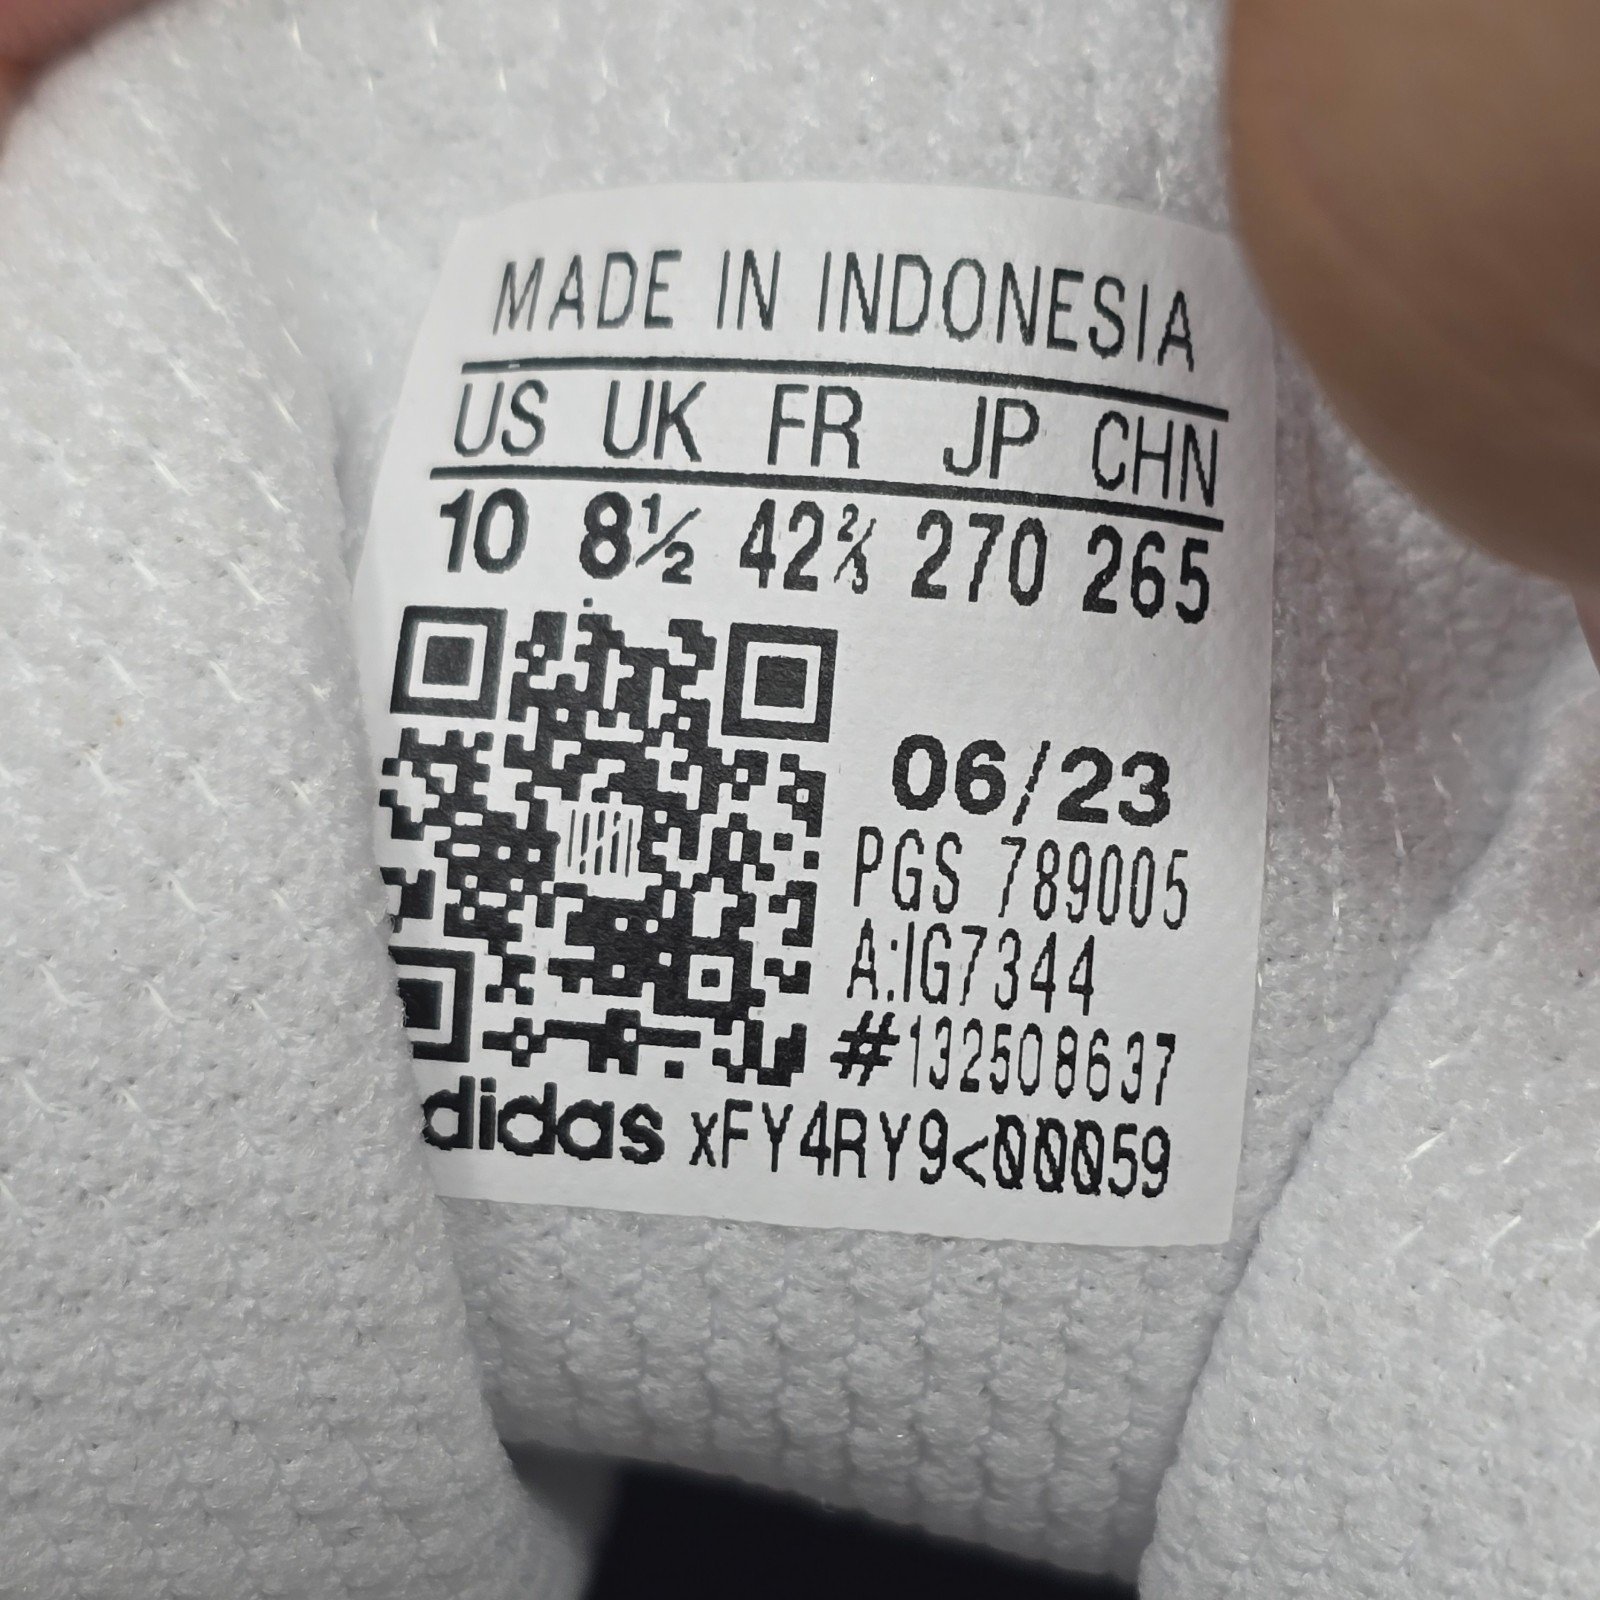 MADE IN INDONESIA
US UK FR JP CHN
10 8½ 42⅔ 270 265
06/23
PGS 789005
A:IG7344
#132508637
adidas xFY4RY9<00059